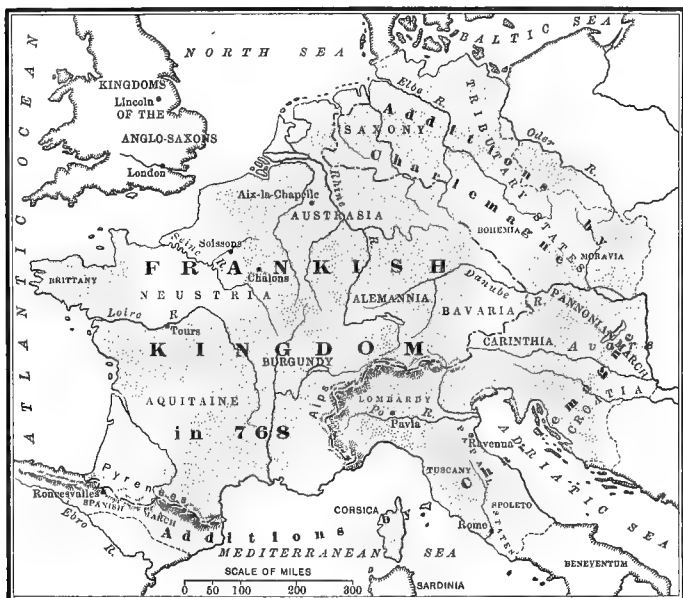 BALTIC SEA
NORTH SEA
ATLANTIC OCEAN
KINGDOMS
Lincoln
OF THE
ANGLO-SAXONS
London
Elbe R.
Oder R.
SAXONY
TRIBUTARY STATES
Additions by
Charlemagne
Aix-la-Chapelle
Rhine R.
AUSTRASIA
BOHEMIA
MORAVIA
Seine R.
Soissons
Chalons
BRITTANY
FRANKISH
NEUSTRIA
ALEMANNIA
Danube R.
BAVARIA
PANNONIAN MARCH
Loire R
Tours
KINGDOM
BURGUNDY
CARINTHIA
Avars
CROATIA
AQUITAINE
Alps
LOMBARDY
Po R.
Pavia
in 768
Ravenna
ADRIATIC SEA
PAPAL STATES
TUSCANY
SPOLETO
Pyrenees
Roncesvalles
SPANISH MARCH
Ebro R.
Additions
CORSICA
Rome
MEDITERRANEAN SEA
BENEVENTUM
SCALE OF MILES
0 50 100 200 300
SARDINIA